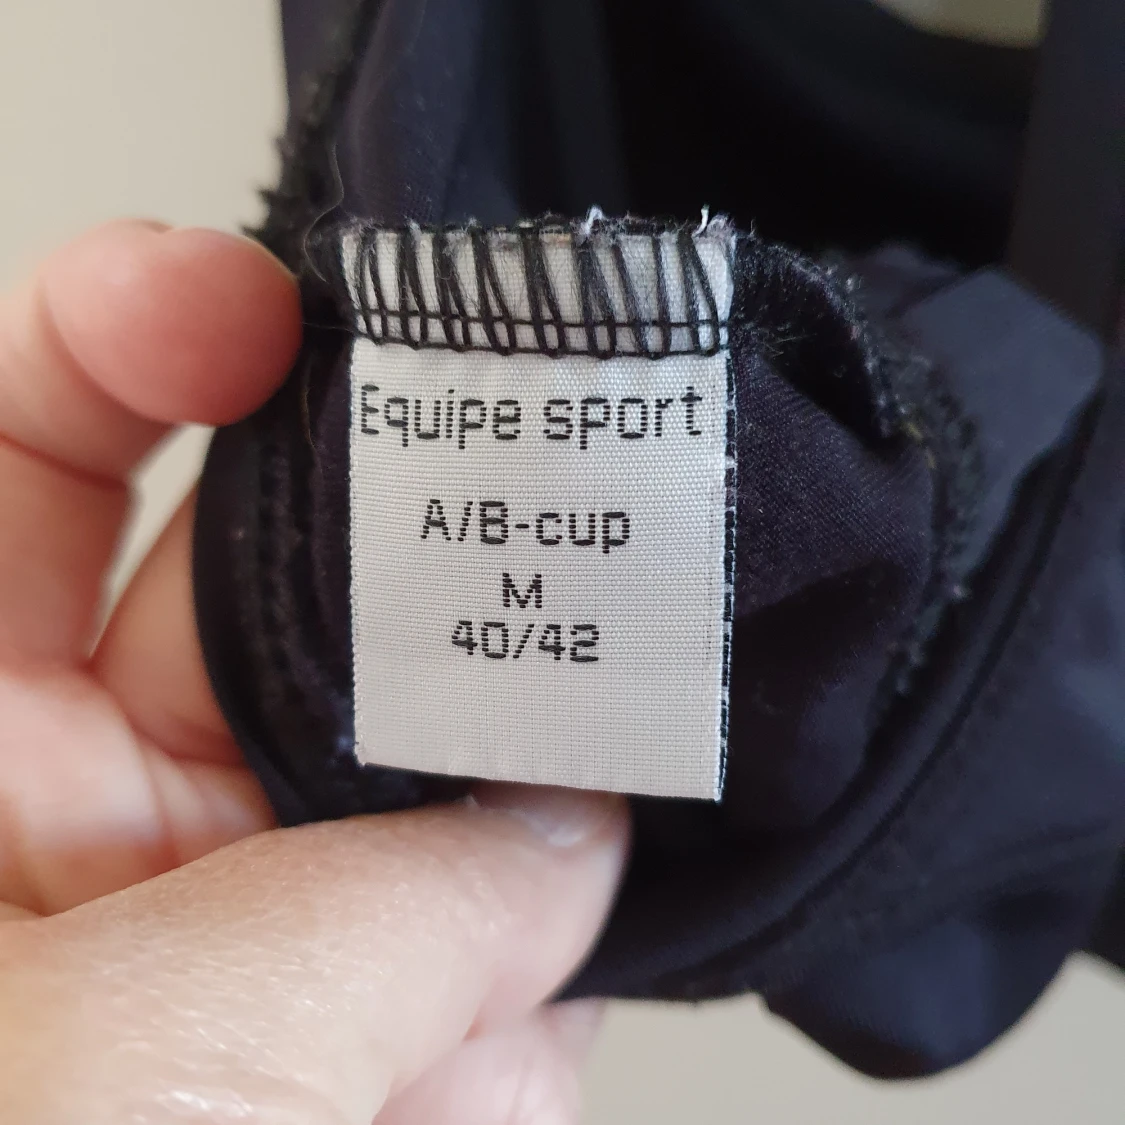 Equipe sport
A/B-cup
M
40/42